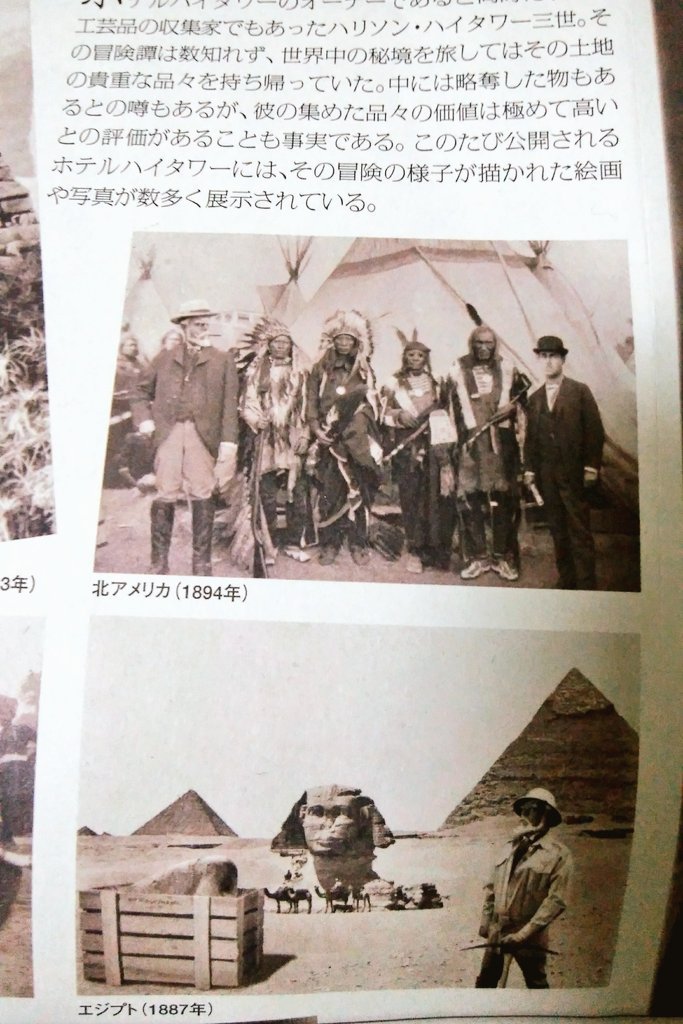 テルハイタワーのオーナーであると同時に
工芸品の収集家でもあったハリソン・ハイタワー三世。そ
の冒険譚は数知れず、世界中の秘境を旅してはその土地
の貴重な品々を持ち帰っていた。中には略奪した物もあ
るとの噂もあるが、彼の集めた品々の価値は極めて高い
との評価があることも事実である。このたび公開される
ホテルハイタワーには、その冒険の様子が描かれた絵画
や写真が数多く展示されている。
北アメリカ(1894年)
3年)
エジプト(1887年)